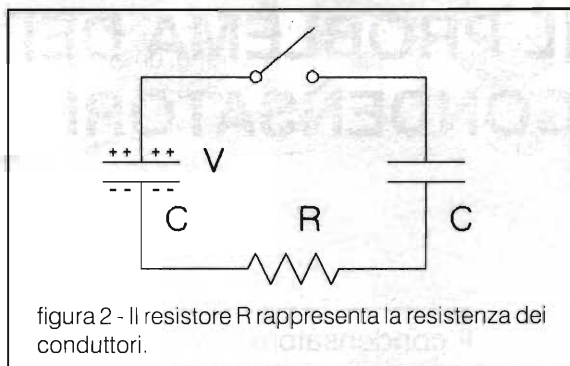 ++ ++ V
-- --
C R C
figura 2 - Il resistore R rappresenta la resistenza dei
conduttori.